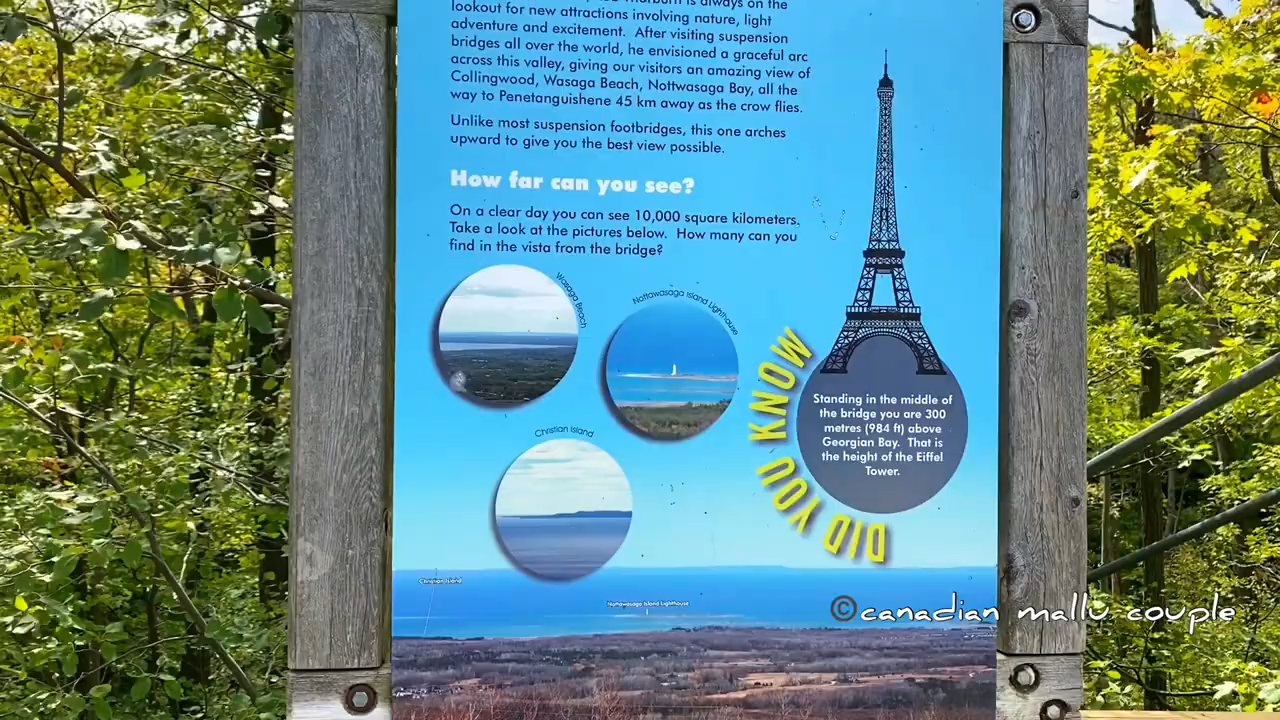 Thorburn is always on the
lookout for new attractions involving nature, light
adventure and excitement. After visiting suspension
bridges all over the world, he envisioned a graceful arc
across this valley, giving our visitors an amazing view of
Collingwood, Wasaga Beach, Nottwasaga Bay, all the
way to Penetanguishene 45 km away as the crow flies.
Unlike most suspension footbridges, this one arches
upward to give you the best view possible.
How far can you see?
On a clear day you can see 10,000 square kilometers.
Take a look at the pictures below. How many can you
find in the vista from the bridge?
Wasaga Beach
Nottawasaga Island Lighthouse
Christian Island
DID YOU KNOW
Standing in the middle of
the bridge you are 300
metres (984 ft) above
Georgian Bay. That is
the height of the Eiffel
Tower.
Christian Island
Nottawasaga Island Lighthouse
©canadian mallu couple